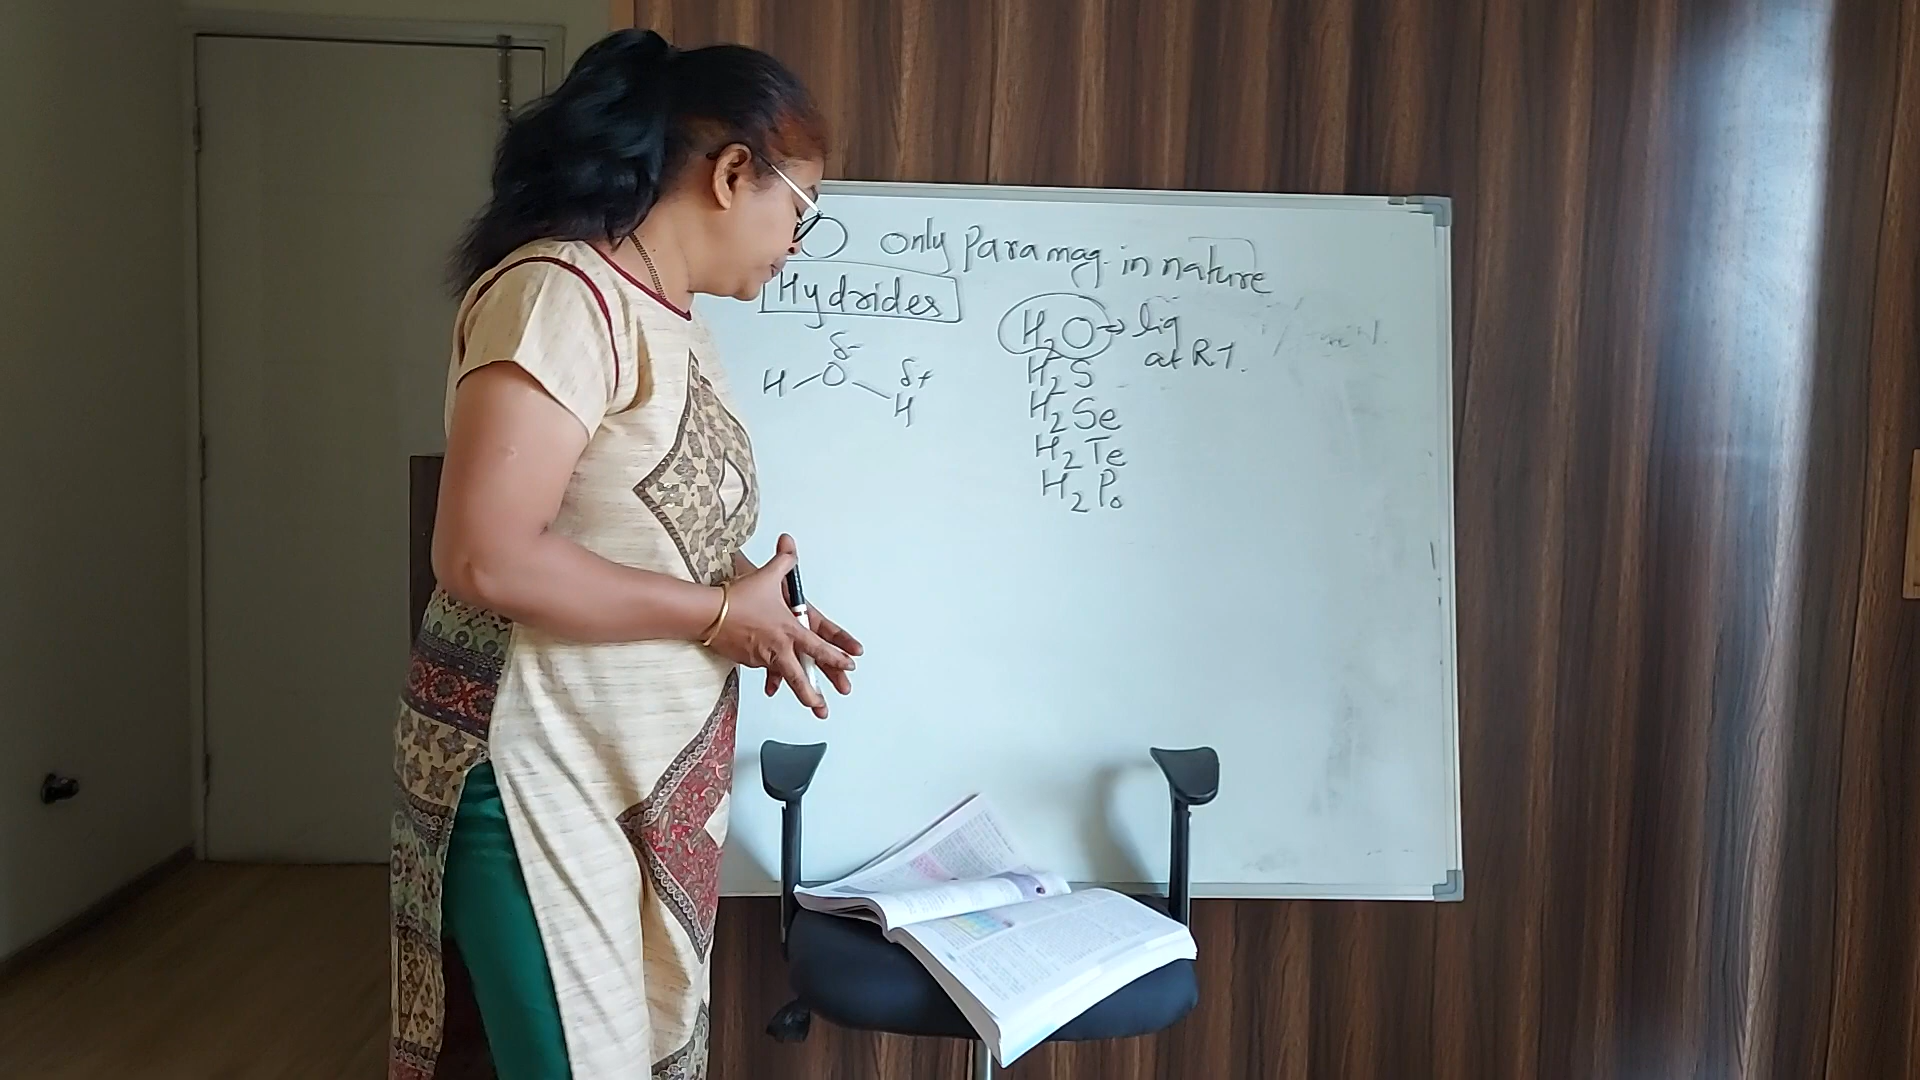 O only Paramag. in nature
Hydrides
H2O → liq
at RT.
δ-
H-O-H
δ+
H2S
H2Se
H2Te
H2Po